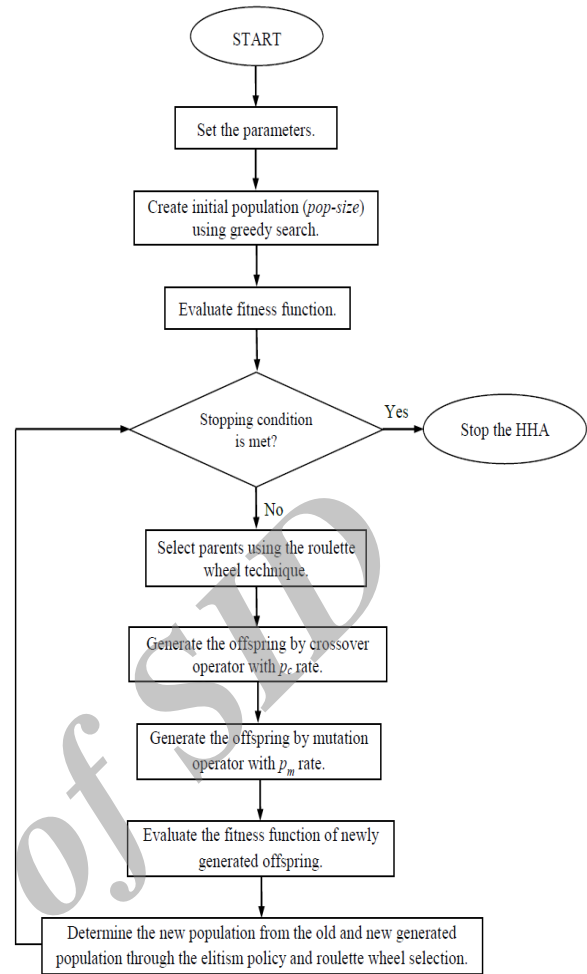 START
Set the parameters.
Create initial population (pop-size)
using greedy search.
Evaluate fitness function.
Stopping condition
is met?
Yes
Stop the HHA
No
Select parents using the roulette
wheel technique.
Generate the offspring by crossover
operator with pc rate.
Generate the offspring by mutation
operator with pm rate.
Evaluate the fitness function of newly
generated offspring.
Determine the new population from the old and new generated
population through the elitism policy and roulette wheel selection.
of SID